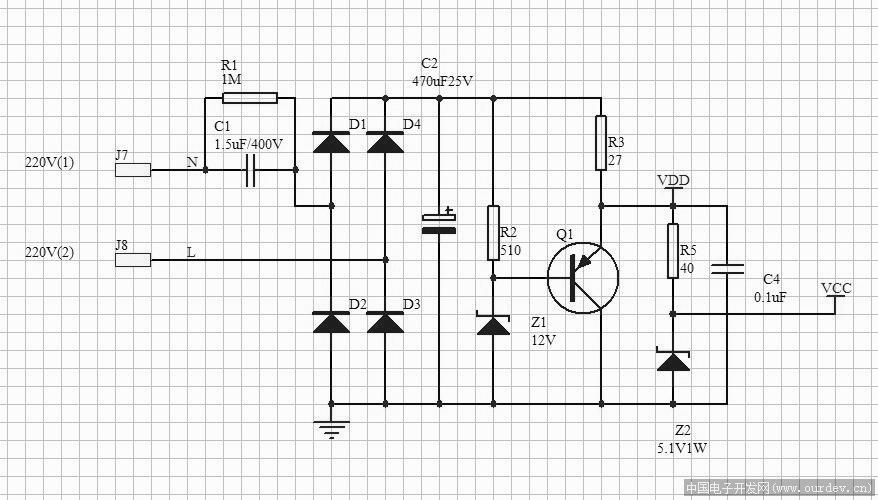 C2
470uF25V
R1
1M
C1
1.5uF/400V
D1
D4
R3
27
220V(1)
J7
N
VDD
R2
510
Q1
220V(2)
J8
L
R5
40
C4
0.1uF
VCC
D2
D3
Z1
12V
Z2
5.1V1W
中国电子开发网(www.ourdev.cn)